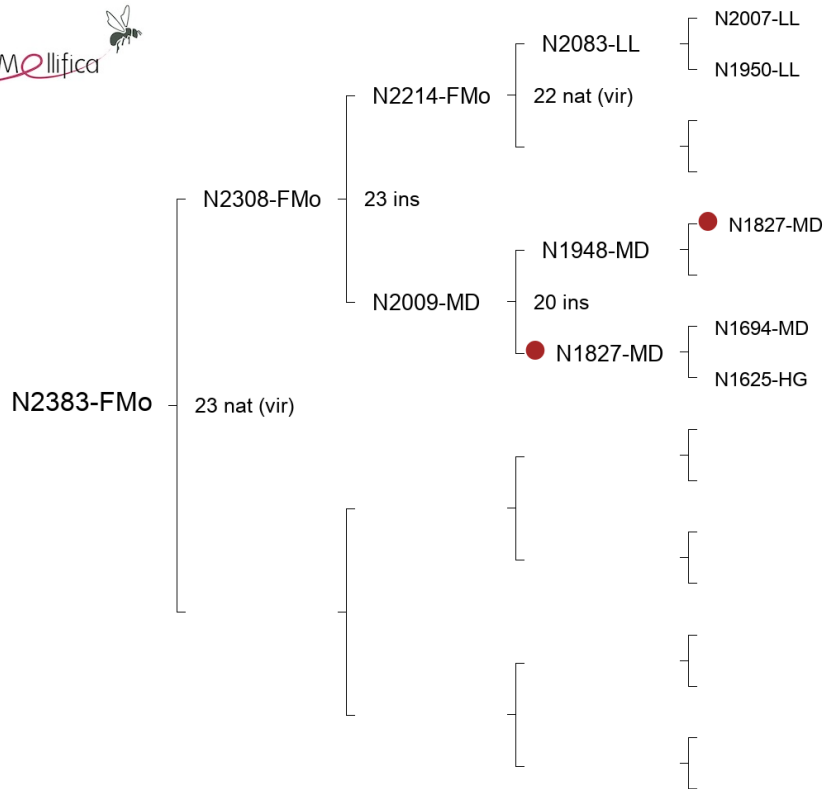 Mellifica
N2007-LL
N2083-LL
N1950-LL
N2214-FMo
22 nat (vir)
N2308-FMo
23 ins
N1827-MD
N1948-MD
N2009-MD
20 ins
N1694-MD
N1827-MD
N1625-HG
N2383-FMo
23 nat (vir)